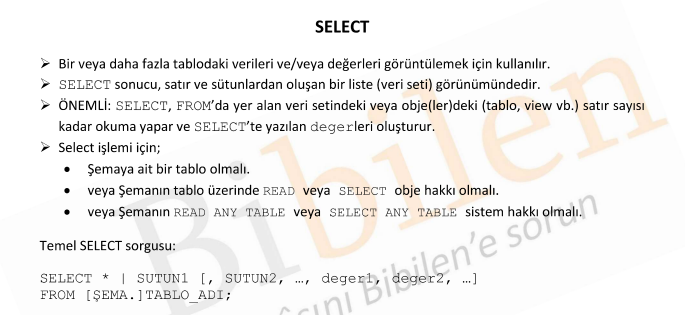 SELECT
➢ Bir veya daha fazla tablodaki verileri ve/veya değerleri görüntülemek için kullanılır.
➢ SELECT sonucu, satır ve sütunlardan oluşan bir liste (veri seti) görünümündedir.
➢ ÖNEMLİ: SELECT, FROM’da yer alan veri setindeki veya obje(ler)deki (tablo, view vb.) satır sayısı
kadar okuma yapar ve SELECT’te yazılan degerleri oluşturur.
➢ Select işlemi için;
• Şemaya ait bir tablo olmalı.
• veya Şemanın tablo üzerinde READ veya SELECT obje hakkı olmalı.
• veya Şemanın READ ANY TABLE veya SELECT ANY TABLE sistem hakkı olmalı.
Temel SELECT sorgusu:
SELECT * | SUTUN1 [, SUTUN2, …, deger1, deger2, …]
FROM [ŞEMA.]TABLO_ADI;
Bibilen
Bibilen’e sorun